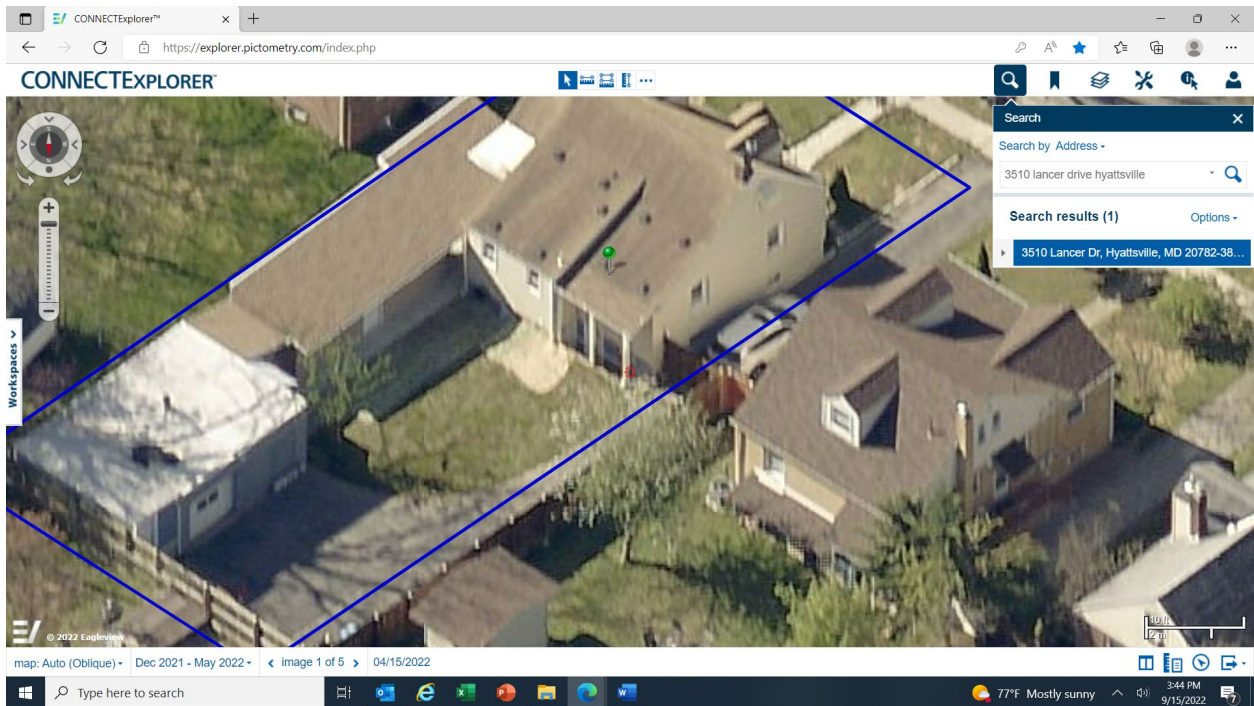 CONNECTExplorer™
https://explorer.pictometry.com/index.php
CONNECTEXPLORER™
Search
Search by Address
3510 lancer drive hyattsville
Search results (1)
Options
3510 Lancer Dr, Hyattsville, MD 20782-38...
Workspaces
© 2022 Eagleview
10 ft
2 m
map: Auto (Oblique)
Dec 2021 - May 2022
image 1 of 5
04/15/2022
Type here to search
77°F Mostly sunny
3:44 PM
9/15/2022
7